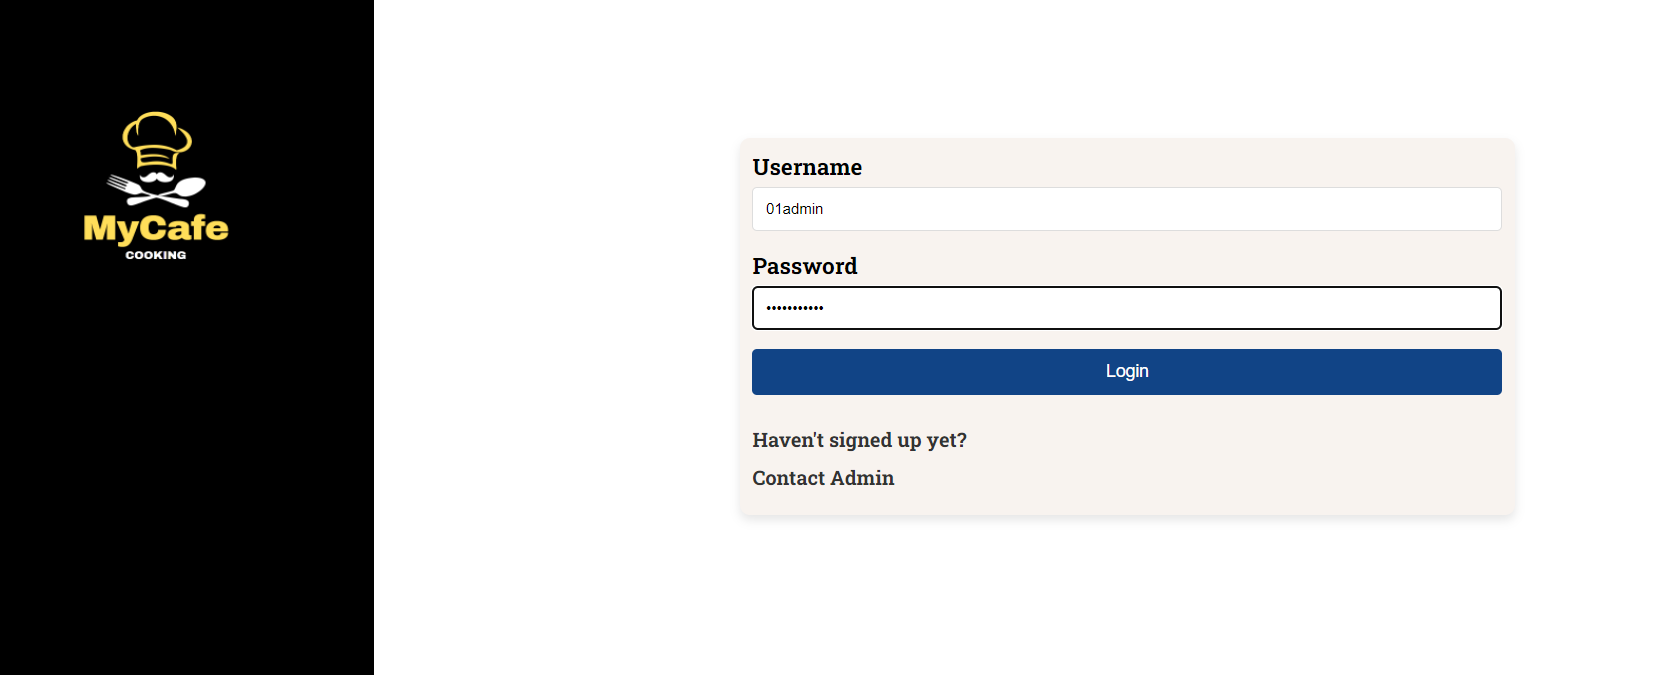 MyCafe
COOKING
Username
01admin
Password
•••••••••••
Login
Haven't signed up yet?
Contact Admin